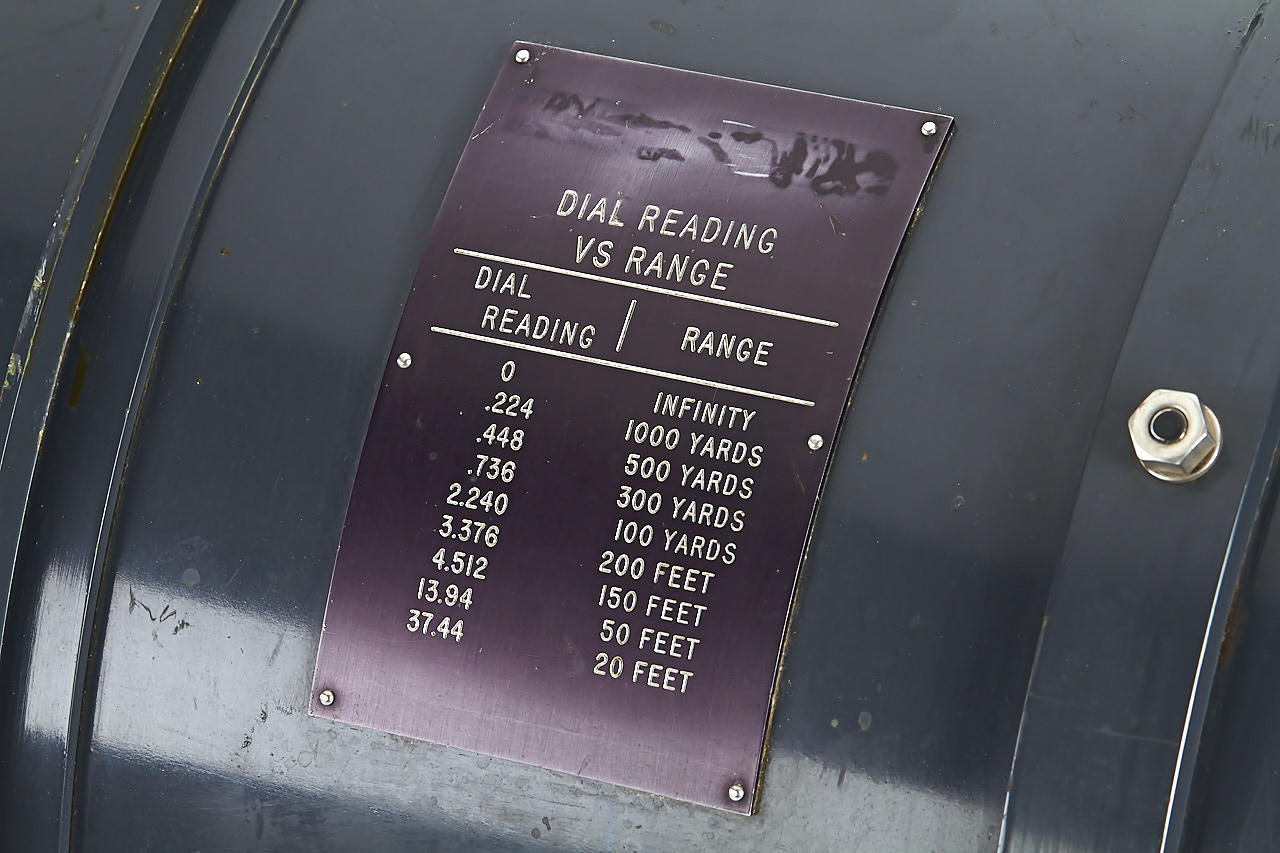 DIAL READING
VS RANGE
DIAL READING | RANGE
0 INFINITY
.224 1000 YARDS
.448 500 YARDS
.736 300 YARDS
2.240 100 YARDS
3.376 200 FEET
4.512 150 FEET
13.94 50 FEET
37.44 20 FEET